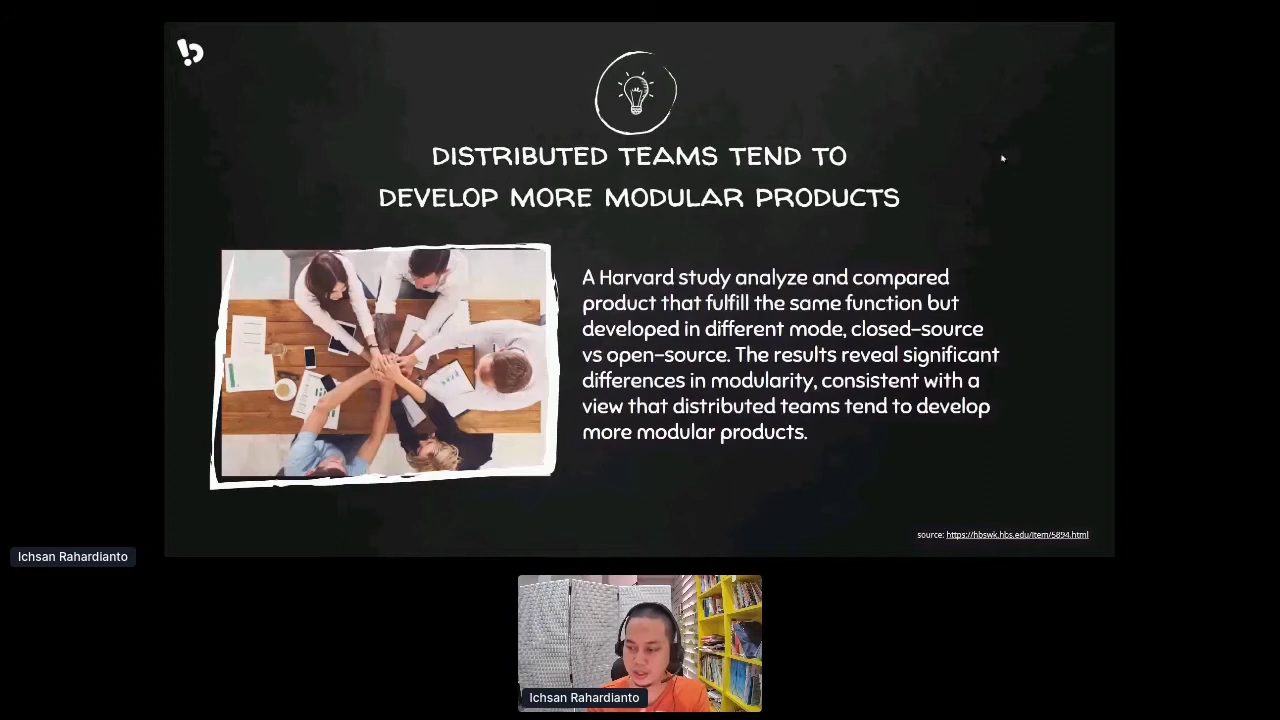 DISTRIBUTED TEAMS TEND TO
DEVELOP MORE MODULAR PRODUCTS
A Harvard study analyze and compared
product that fulfill the same function but
developed in different mode, closed-source
vs open-source. The results reveal significant
differences in modularity, consistent with a
view that distributed teams tend to develop
more modular products.
source: https://hbswk.hbs.edu/item/5894.html
Ichsan Rahardianto
Ichsan Rahardianto